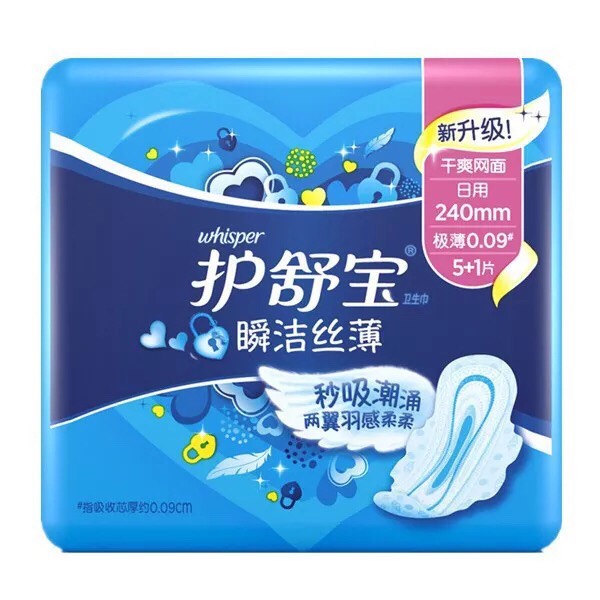 新升级!
干爽网面
日用
240mm
极薄0.09#
5+1片
whisper
护舒宝®
卫生巾
瞬洁丝薄
秒吸潮涌
两翼羽感柔柔
#指吸收芯厚约0.09cm